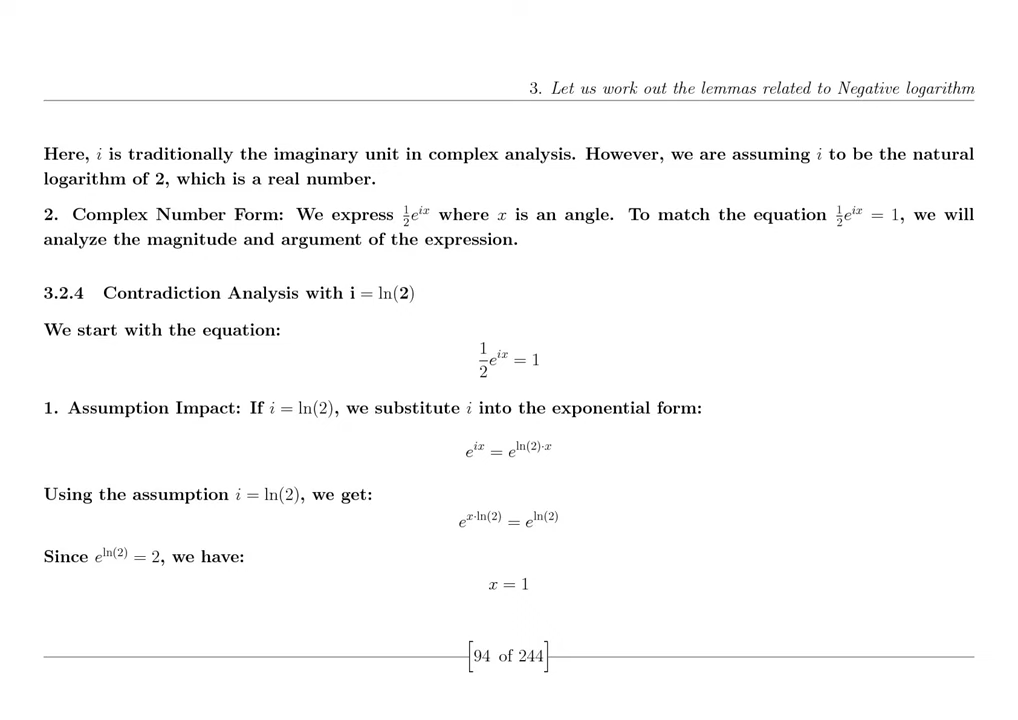 3. Let us work out the lemmas related to Negative logarithm
Here, i is traditionally the imaginary unit in complex analysis. However, we are assuming i to be the natural
logarithm of 2, which is a real number.
2. Complex Number Form: We express \frac{1}{2}e^{ix} where x is an angle. To match the equation \frac{1}{2}e^{ix} = 1, we will
analyze the magnitude and argument of the expression.
3.2.4 Contradiction Analysis with i = ln(2)
We start with the equation:
\frac{1}{2}e^{ix} = 1
1. Assumption Impact: If i = ln(2), we substitute i into the exponential form:
e^{ix} = e^{ln(2)·x}
Using the assumption i = ln(2), we get:
e^{x·ln(2)} = e^{ln(2)}
Since e^{ln(2)} = 2, we have:
x = 1
[94 of 244]